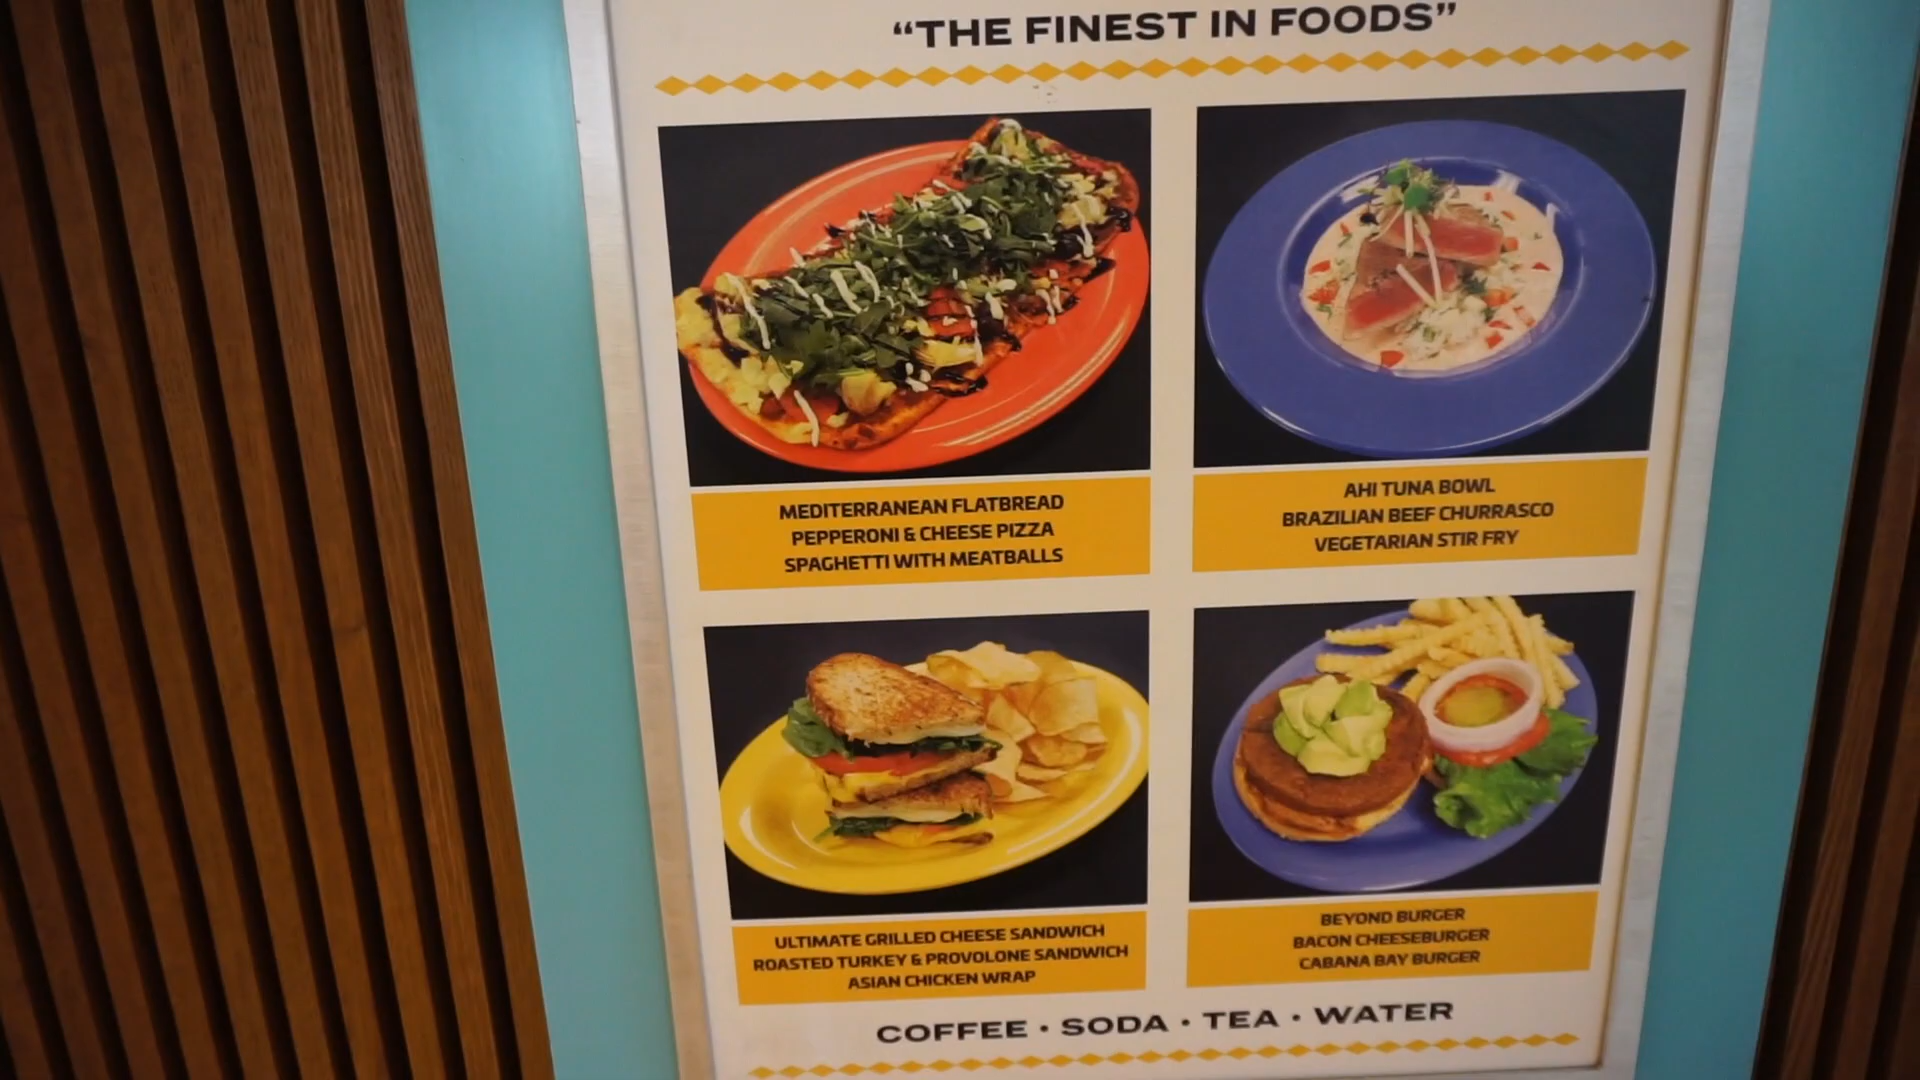 “THE FINEST IN FOODS”
MEDITERRANEAN FLATBREAD
PEPPERONI & CHEESE PIZZA
SPAGHETTI WITH MEATBALLS
AHI TUNA BOWL
BRAZILIAN BEEF CHURRASCO
VEGETARIAN STIR FRY
ULTIMATE GRILLED CHEESE SANDWICH
ROASTED TURKEY & PROVOLONE SANDWICH
ASIAN CHICKEN WRAP
BEYOND BURGER
BACON CHEESEBURGER
CABANA BAY BURGER
COFFEE • SODA • TEA • WATER